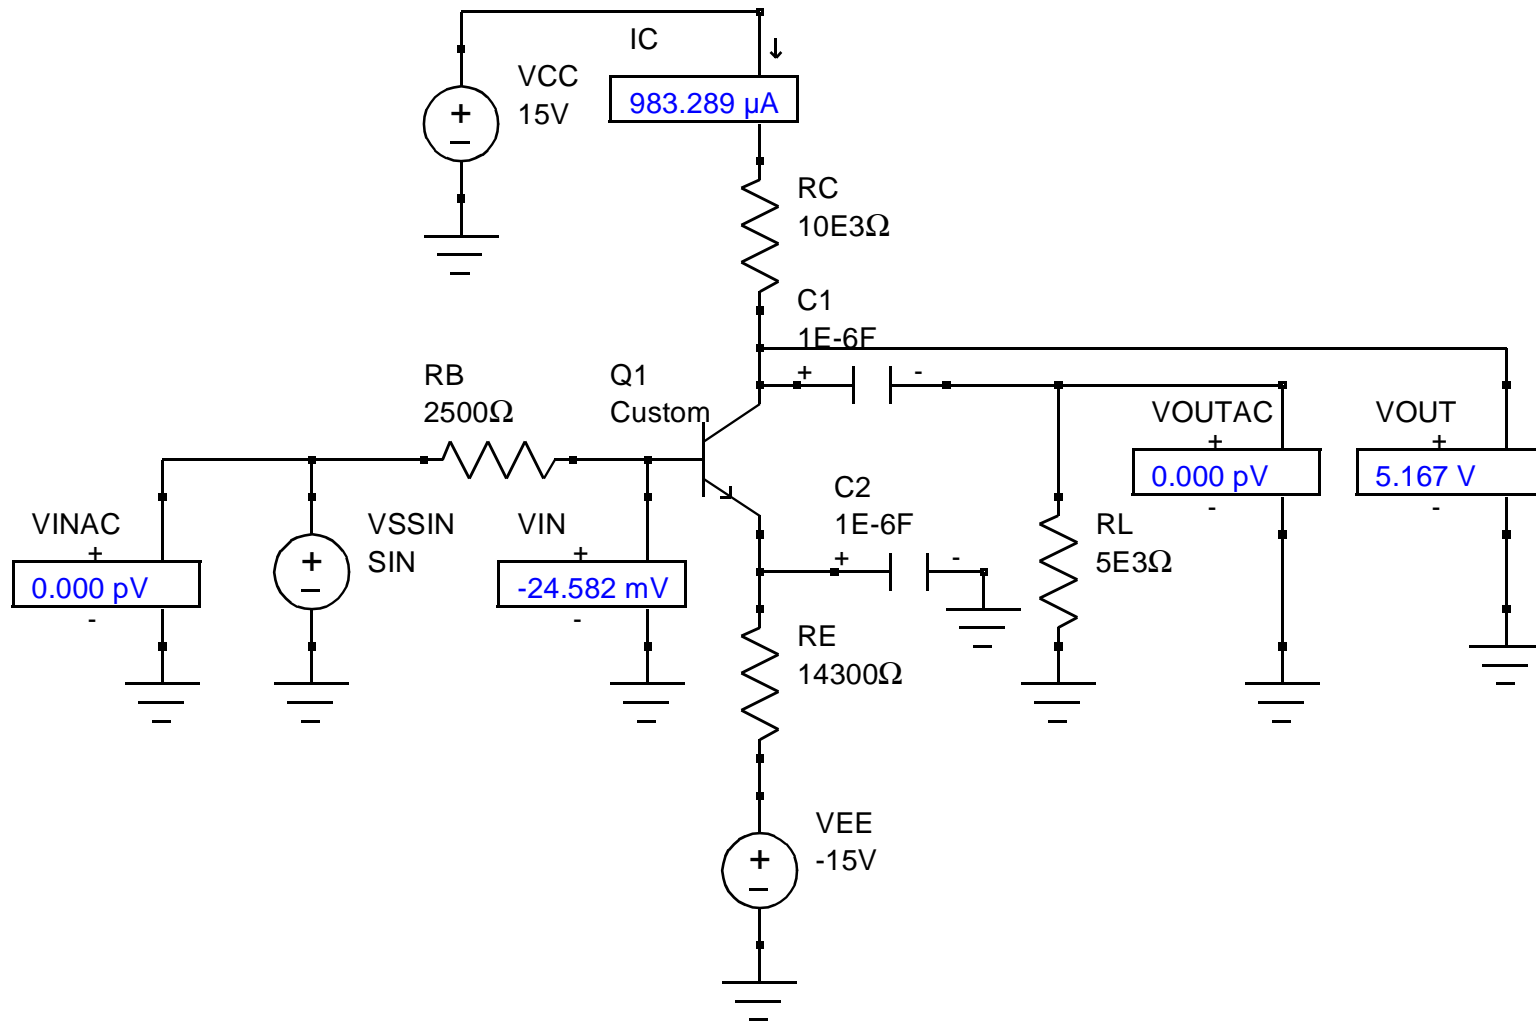 IC
↓
983.289 µA
VCC
15V
+
−
RC
10E3Ω
C1
1E-6F
+ -
RB
2500Ω
Q1
Custom
VOUTAC
+
0.000 pV
-
VOUT
+
5.167 V
-
C2
1E-6F
+ -
VINAC
+
0.000 pV
-
VSSIN
SIN
+
−
VIN
+
-24.582 mV
-
RL
5E3Ω
RE
14300Ω
VEE
-15V
+
−